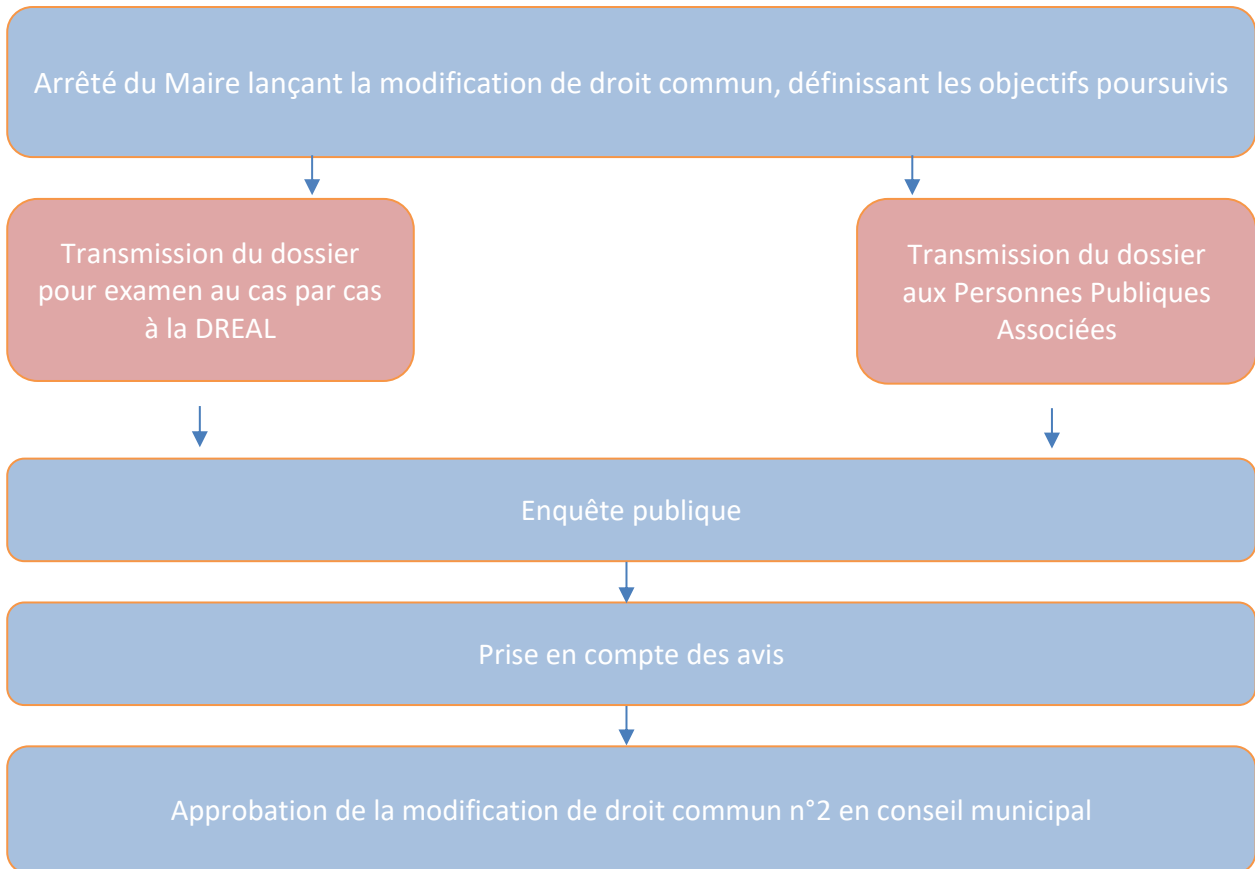 Arrêté du Maire lançant la modification de droit commun, définissant les objectifs poursuivis
Transmission du dossier
pour examen au cas par cas
à la DREAL
Transmission du dossier
aux Personnes Publiques
Associées
Enquête publique
Prise en compte des avis
Approbation de la modification de droit commun n°2 en conseil municipal